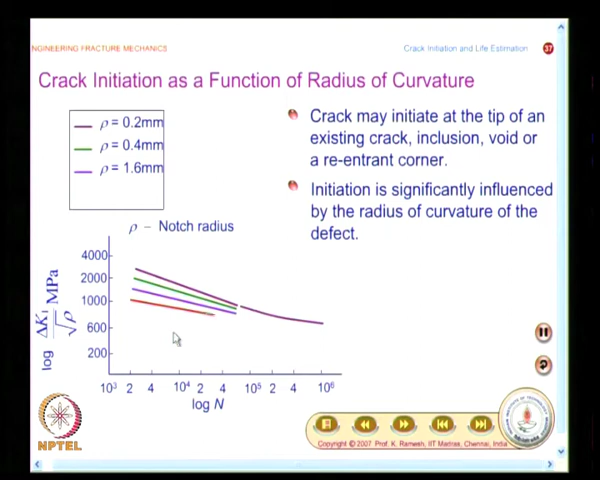 NGINEERING FRACTURE MECHANICS
Crack Initiation and Life Estimation
37
Crack Initiation as a Function of Radius of Curvature
ρ = 0.2mm
ρ = 0.4mm
ρ = 1.6mm
Crack may initiate at the tip of an
existing crack, inclusion, void or
a re-entrant corner.
Initiation is significantly influenced
by the radius of curvature of the
defect.
ρ – Notch radius
4000
2000
1000
600
200
log ΔK₁/√ρ MPa
10³ 2 4 10⁴ 2 4 10⁵ 2 4 10⁶
log N
NPTEL
Copyright © 2007 Prof. K. Ramesh, IIT Madras, Chennai, India